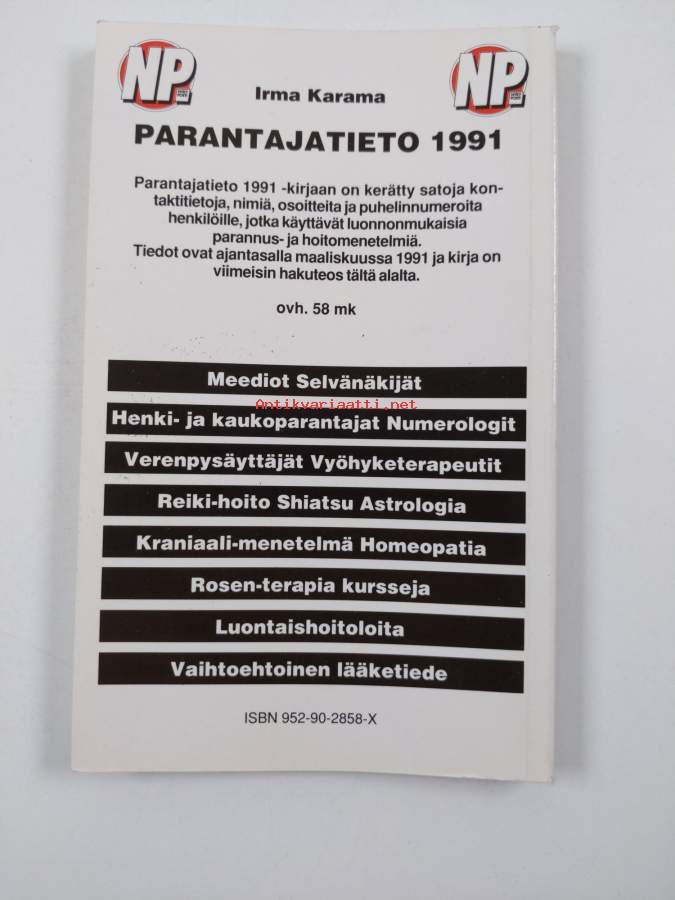 NP. NP.
Irma Karama
PARANTAJATIETO 1991
Parantajatieto 1991 -kirjaan on kerätty satoja kon-
taktitietoja, nimiä, osoitteita ja puhelinnumeroita
henkilöille, jotka käyttävät luonnonmukaisia
parannus- ja hoitomenetelmiä.
Tiedot ovat ajantasalla maaliskuussa 1991 ja kirja on
viimeisin hakuteos tältä alalta.
ovh. 58 mk
Meediot Selvänäkijät
Antikvariaatti.net
Henki- ja kaukoparantajat Numerologit
Verenpysäyttäjät Vyöhyketerapeutit
Reiki-hoito Shiatsu Astrologia
Kraniaali-menetelmä Homeopatia
Rosen-terapia kursseja
Luontaishoitoloita
Vaihtoehtoinen lääketiede
ISBN 952-90-2858-X